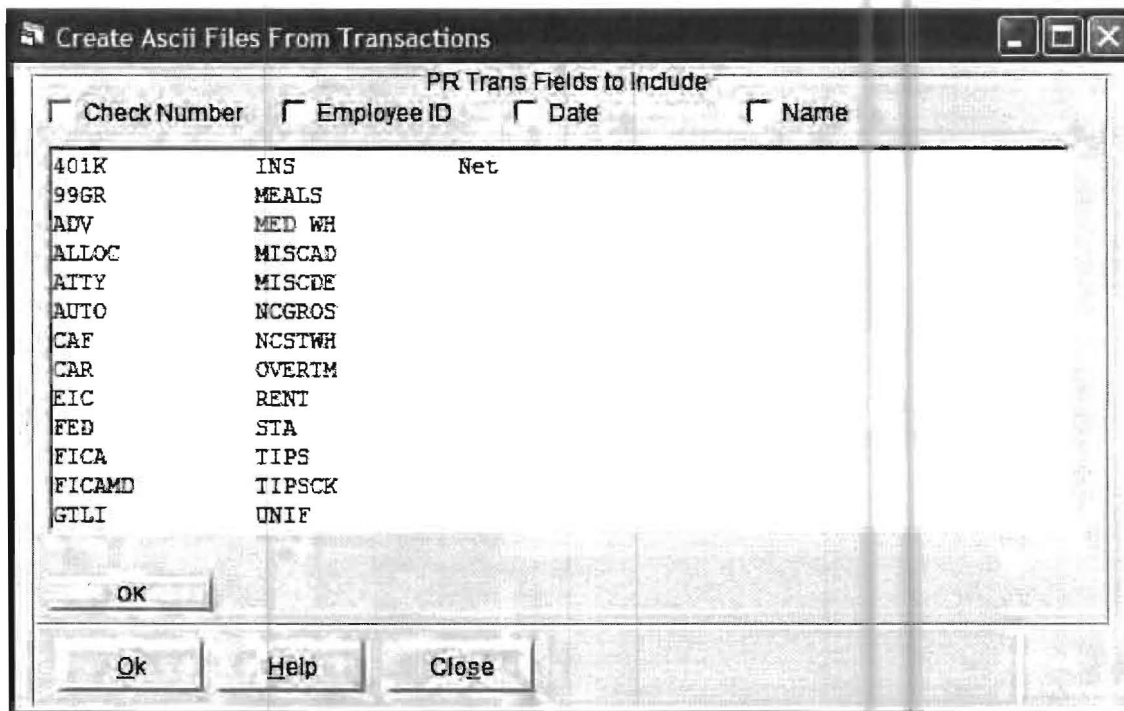 Create Ascii Files From Transactions
PR Trans Fields to Include
Check Number Employee ID Date Name
401K INS Net
99GR MEALS
ADV MED WH
ALLOC MISCAD
ATTY MISCDE
AUTO NCGROS
CAF NCSTWH
CAR OVERTM
EIC RENT
FED STA
FICA TIPS
FICAMD TIPSCK
GTLI UNIF
OK
Ok Help Close